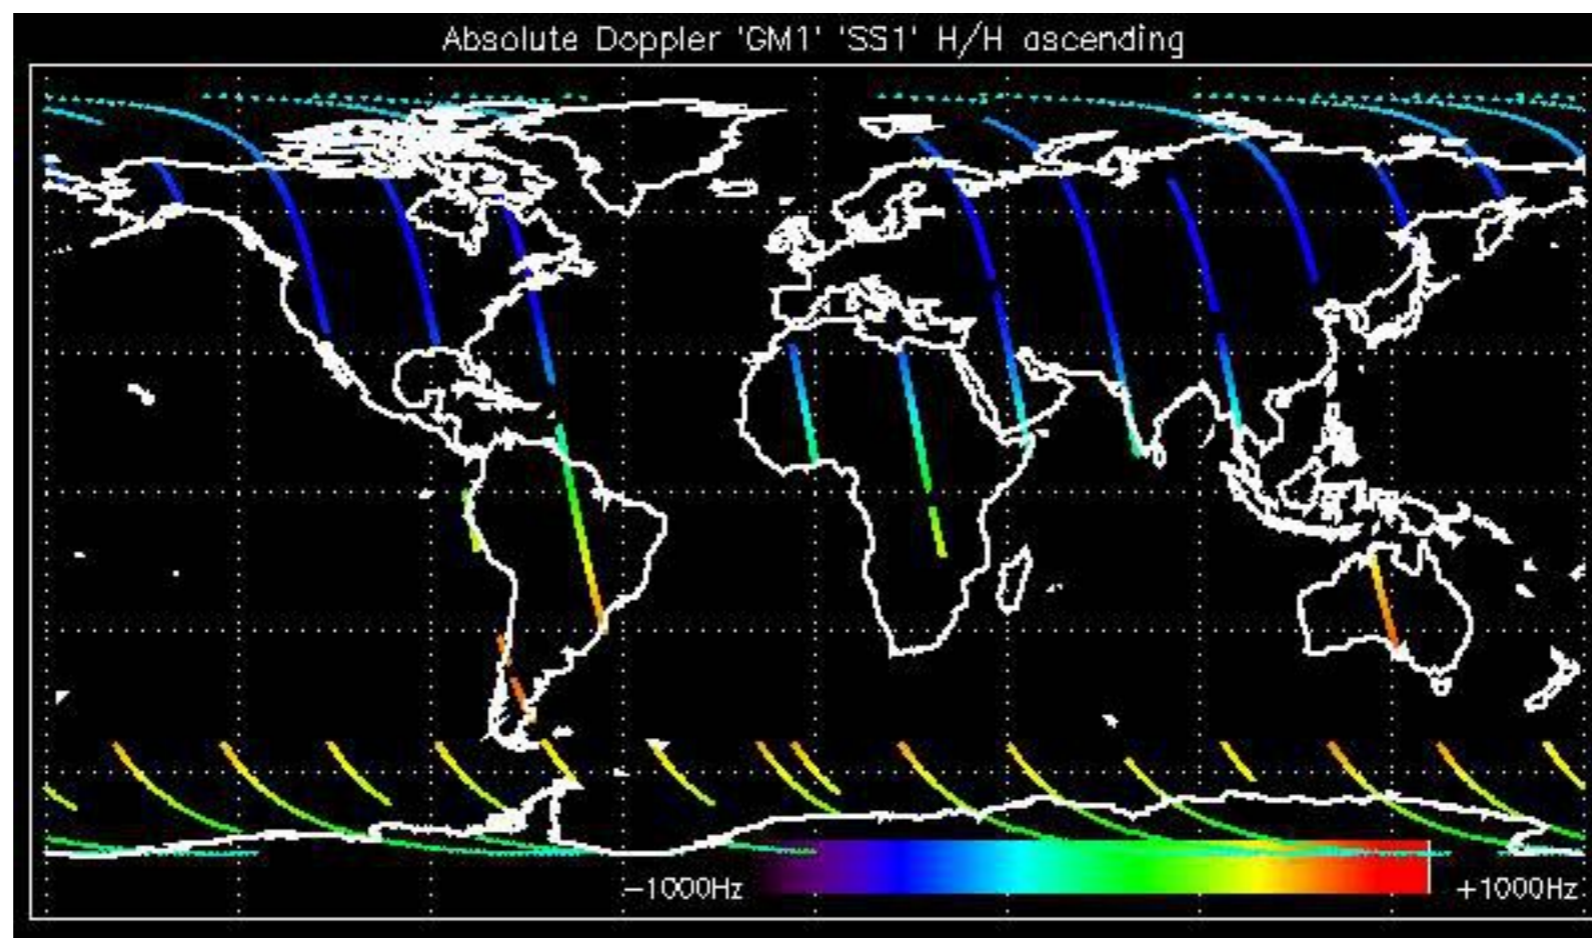 Absolute Doppler 'GM1' 'SS1' H/H ascending
−1000Hz
+1000Hz